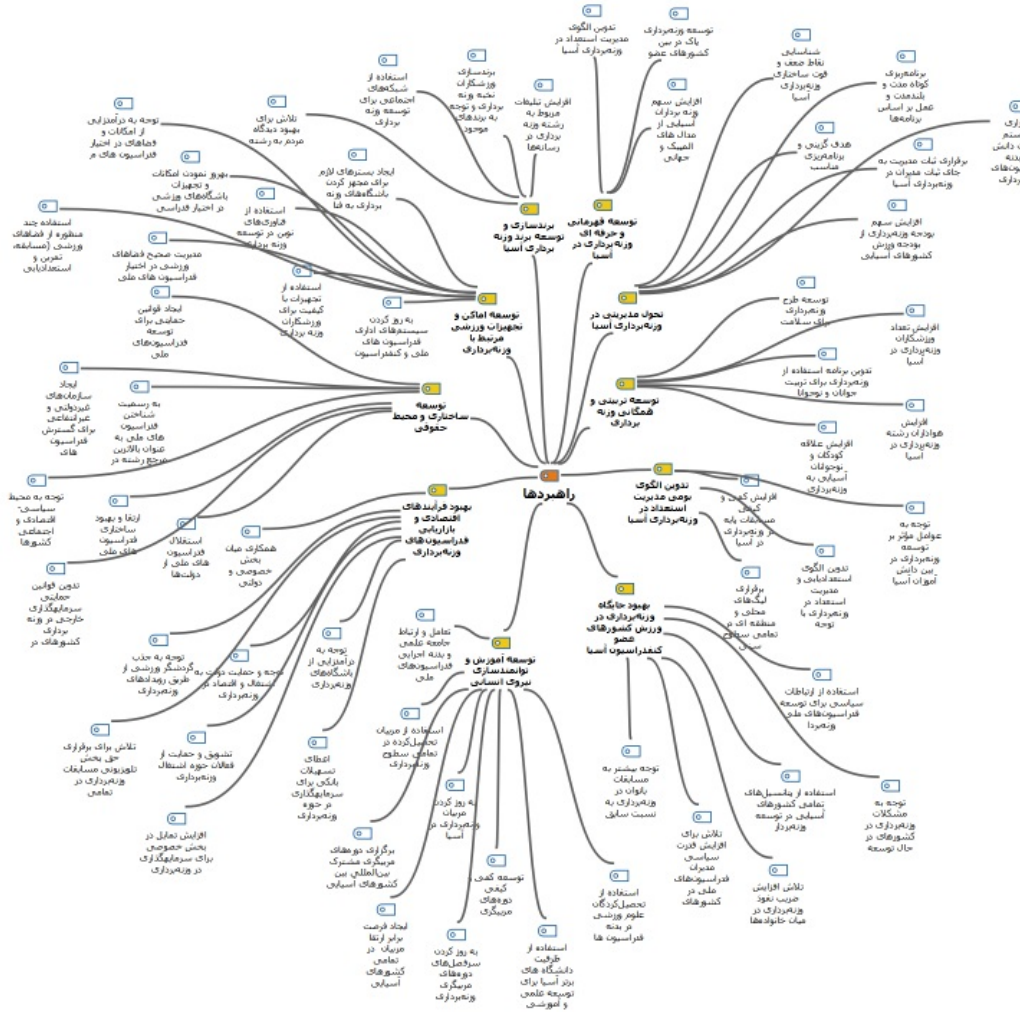 تدوین الگوی
مدیریت استعداد در
وزنه‌برداری آسیا
توسعه وزنه‌برداری
پاک در بین
کشورهای عضو
شناسایی
نقاط ضعف و
قوت ساختاری
وزنه‌برداری
آسیا
برنامه‌ریزی
کوتاه مدت و
بلندمدت و
عمل بر اساس
برنامه‌ها
استفاده از
شبکه‌های
اجتماعی برای
توسعه وزنه
برداری
برندسازی
ورزشکاران
نخبه وزنه
برداری و توجه
به برندهای
موجود
افزایش تبلیغات
مربوط به
رشته وزنه
برداری در
رسانه‌ها
افزایش سهم
وزنه برداران
آسیایی از
مدال های
المپیک و
جهانی
توجه به درآمدزایی
از امکانات و
فضاهای در اختیار
فدراسیون های م
تلاش برای
بهبود دیدگاه
مردم به رشته
هدف گزینی و
برنامه‌ریزی
مناسب
برقراری ثبات مدیریت به
جای ثبات مدیران در
وزنه‌برداری آسیا
بهروز نمودن امکانات
و تجهیزات
باشگاه‌های ورزشی
در اختیار فدراسی
ایجاد بسترهای لازم
برای مجهز کردن
باشگاه‌های وزنه
برداری به فنا
استفاده از
فناوری‌های
نوین در توسعه
وزنه برداری
استفاده چند
منظوره از فضاهای
ورزشی (مسابقه،
تمرین و
استعدادیابی
مدیریت صحیح فضاهای
ورزشی در اختیار
فدراسیون های ملی
برندسازی و
توسعه برند وزنه
برداری آسیا
توسعه قهرمانی
و حرفه ای
وزنه‌برداری در
آسیا
افزایش سهم
بودجه وزنه‌برداری از
بودجه ورزش
کشورهای آسیایی
استفاده از
تجهیزات با
کیفیت برای
ورزشکاران
وزنه برداری
ایجاد قوانین
حمایتی برای
توسعه
فدراسیون‌های
ملی
به روز کردن
سیستم‌های اداری
فدراسیون های
ملی و کنفدراسیون
توسعه اماکن و
تجهیزات ورزشی
مرتبط با
وزنه‌برداری
تحول مدیریتی در
وزنه‌برداری آسیا
توسعه طرح
وزنه‌برداری
برای سلامت
افزایش تعداد
ورزشکاران
وزنه‌برداری در
آسیا
ایجاد
سازمان‌های
غیردولتی و
غیرانتفاعی
برای گسترش
فدراسیون
های
به رسمیت
شناختن
فدراسیون
های ملی به
عنوان بالاترین
مرجع رشته در
توسعه
ساختاری و محیط
حقوقی
توسعه تربیتی و
همگانی وزنه
برداری
تدوین برنامه استفاده از
وزنه‌برداری برای تربیت
جوانان و نوجوانا
افزایش
هواداران رشته
وزنه‌برداری در
آسیا
افزایش علاقه
کودکان و
نوجوانان
آسیایی به
وزنه‌برداری
توجه به محیط
سیاسی-
اقتصادی و
اجتماعی
کشورها
ارتقا و بهبود
ساختاری
فدراسیون
های ملی
استقلال
فدراسیون
ملی از
دولت‌ها
همکاری میان
بخش
خصوصی و
دولتی
بهبود فرآیندهای
اقتصادی و
بازاریابی
فدراسیون‌های
وزنه‌برداری
راهبردها
تدوین الگوی
بومی مدیریت
استعداد در
وزنه‌برداری آسیا
افزایش کمی و
کیفی
مسابقات پایه
در وزنه‌برداری
در آسیا
توجه به
عوامل مؤثر بر
توسعه
وزنه‌برداری در
بین دانش
آموزان آسیا
تدوین الگوی
استعدادیابی و
مدیریت
استعداد در
وزنه‌برداری با
توجه
برقراری
لیگ‌های
محلی و
منطقه ای در
تمامی سطوح
سنی
تدوین قوانین
حمایتی
سرمایه‎گذاری
خارجی در وزنه
برداری
کشورهای در
توجه به جذب
گردشگر ورزشی از
طریق رویدادهای
وزنه‌برداری
توجه و حمایت دولت به
اشتغال و اقتصاد در
وزنه‌برداری
توجه به
درآمدزایی از
باشگاه‌های
وزنه‌برداری
تعامل و ارتباط
جامعه علمی
و بدنه اجرایی
فدراسیون‌های
ملی
توسعه آموزش و
توانمندسازی
نیروی انسانی
بهبود جایگاه
وزنه‌برداری در
ورزش کشورهای
عضو
کنفدراسیون آسیا
استفاده از ارتباطات
سیاسی برای توسعه
فدراسیون‌های ملی
وزنه‌بردا
تلاش برای برقراری
حق پخش
تلویزیونی مسابقات
وزنه‌برداری در
تمامی
تشویق و حمایت از
فعالان حوزه اشتغال
وزنه‌برداری
اعطای
تسهیلات
بانکی برای
سرمایه‌گذاری
در حوزه
وزنه‌برداری
استفاده از مربیان
تحصیل‌کرده در
تمامی سطوح
وزنه‌برداری
به روز کردن
مربیان
وزنه‌برداری در
آسیا
توجه بیشتر به
مسابقات
بانوان در
وزنه‌برداری به
نسبت سابق
استفاده از پتانسیل‌های
تمامی کشورهای
آسیایی در توسعه
وزنه‌بردار
توجه به
مشکلات
وزنه‌برداری در
کشورهای در
حال توسعه
افزایش تمایل در
بخش خصوصی
برای سرمایه‎گذاری
در وزنه‌برداری
برگزاری دوره‌های
مربیگری مشترک
بین‌المللی بین
کشورهای آسیایی
توسعه کمی و
کیفی
دوره‌های
مربیگری
تلاش برای
افزایش قدرت
سیاسی
مدیران
فدراسیون‌های
ملی در
کشورهای
استفاده از
تحصیل‌کردگان
علوم ورزشی
در بدنه
فدراسیون ها
تلاش افزایش
ضریب نفوذ
وزنه‌برداری در
میان خانواده‌ها
ایجاد فرصت
برابر ارتقا
مربیان در
تمامی
کشورهای
آسیایی
به روز کردن
سرفصل‌های
دوره‌های
مربیگری
وزنه‌برداری
استفاده از
ظرفیت
دانشگاه های
برتر آسیا برای
توسعه علمی
و آموزشی